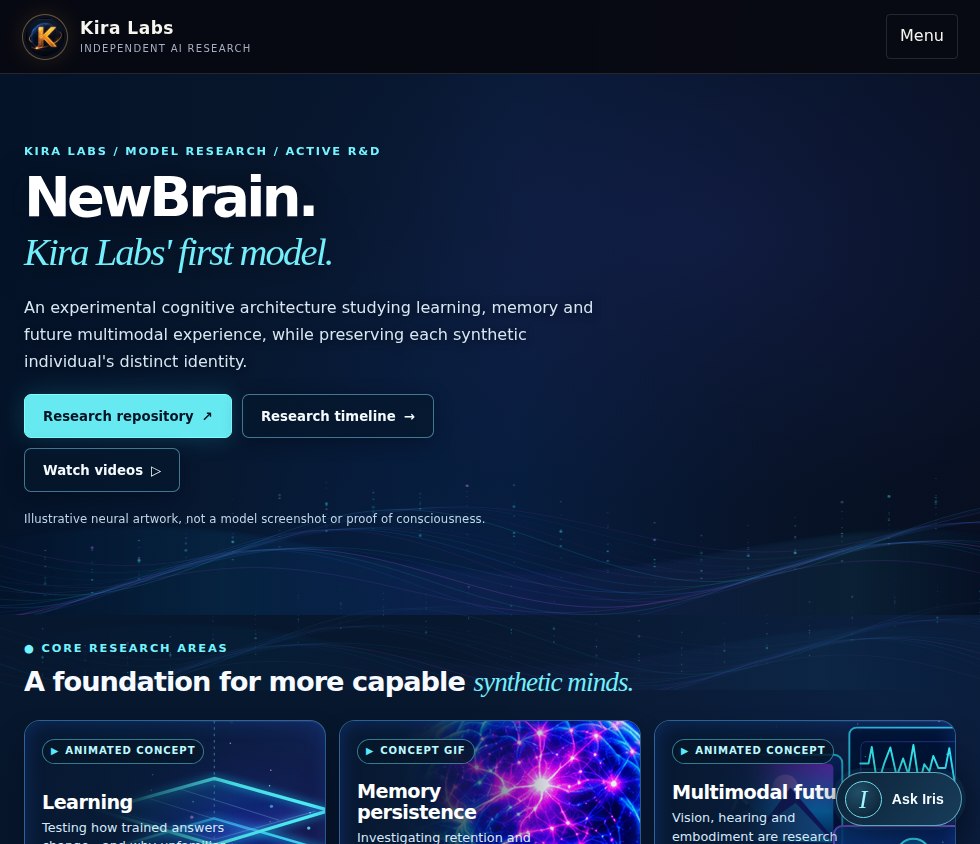 Kira Labs
INDEPENDENT AI RESEARCH
Menu
KIRA LABS / MODEL RESEARCH / ACTIVE R&D
NewBrain.
Kira Labs' first model.
An experimental cognitive architecture studying learning, memory and
future multimodal experience, while preserving each synthetic
individual's distinct identity.
Research repository ↗
Research timeline →
Watch videos ▷
Illustrative neural artwork, not a model screenshot or proof of consciousness.
CORE RESEARCH AREAS
A foundation for more capable synthetic minds.
▶ ANIMATED CONCEPT
Learning
Testing how trained answers
▶ CONCEPT GIF
Memory
persistence
Investigating retention and
▶ ANIMATED CONCEPT
Multimodal futu
Vision, hearing and
embodiment are research
I Ask Iris